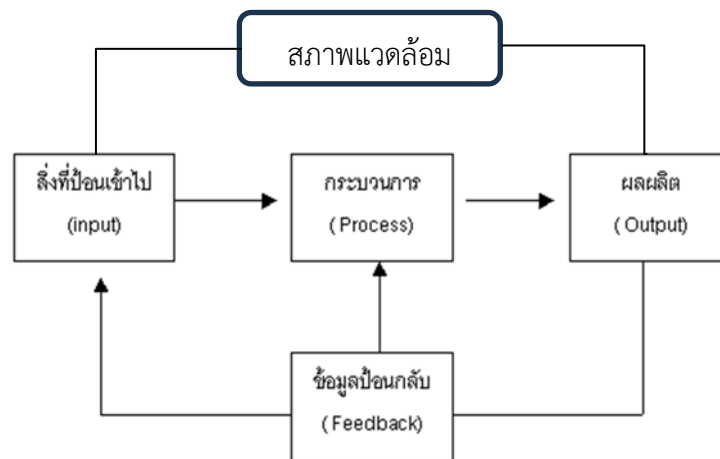 สภาพแวดล้อม
สิ่งที่ป้อนเข้าไป
(input)
กระบวนการ
( Process)
ผลผลิต
( Output)
ข้อมูลป้อนกลับ
( Feedback)